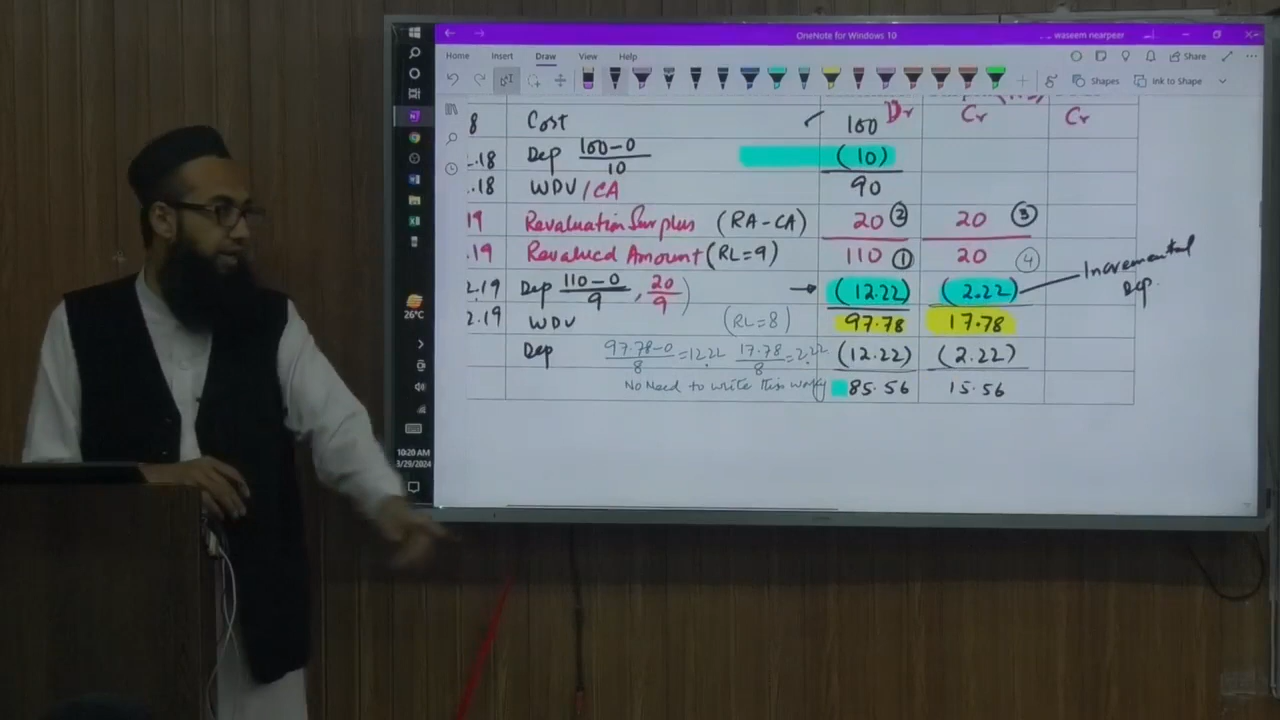 OneNote for Windows 10
waseem nearpeer
Home Insert Draw View Help
Share
Shapes Ink to Shape
Dr Cr Cr
8 Cost 100
.18 Dep 100-0/10 (10)
.18 WDV/CA 90
19 Revaluation Surplus (RA-CA) 20 ② 20 ③
.19 Revalued Amount (RL=9) 110 ① 20 ④
Incremental
Dep.
2.19 Dep 110-0/9, 20/9) (12.22) (2.22)
2.19 WDV (RL=8) 97.78 17.78
Dep 97.78-0/8 =12.22 17.78/8 =2.22 (12.22) (2.22)
No Need to write this 85.56 15.56
26°C
10:20 AM
3/29/2024